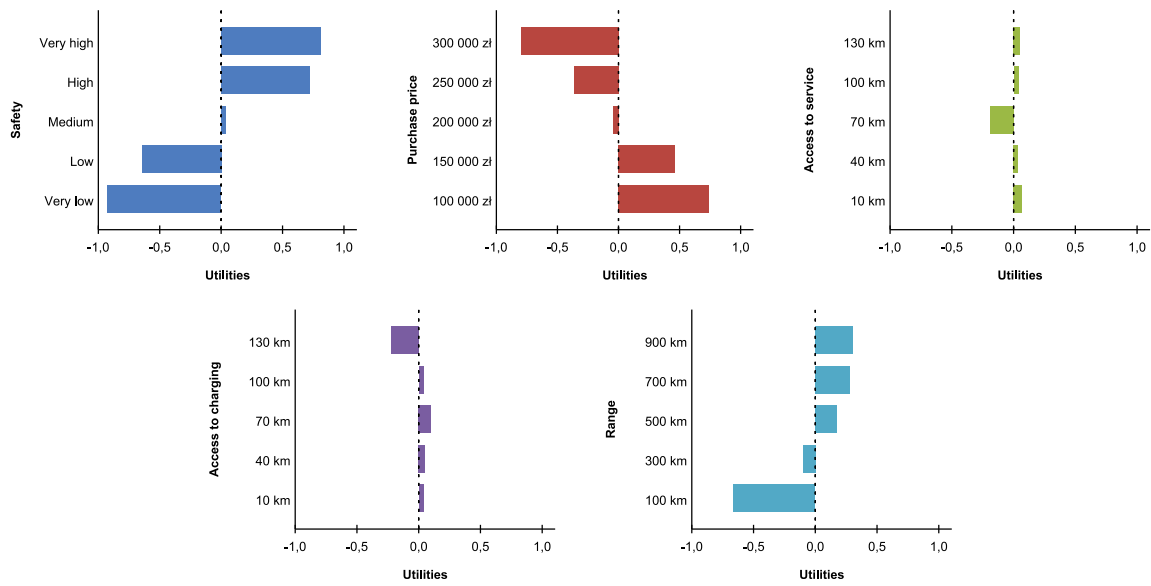 Safety
Very high
High
Medium
Low
Very low
-1,0 -0,5 0,0 0,5 1,0
Utilities
Purchase price
300 000 zł
250 000 zł
200 000 zł
150 000 zł
100 000 zł
-1,0 -0,5 0,0 0,5 1,0
Utilities
Access to service
130 km
100 km
70 km
40 km
10 km
-1,0 -0,5 0,0 0,5 1,0
Utilities
Access to charging
130 km
100 km
70 km
40 km
10 km
-1,0 -0,5 0,0 0,5 1,0
Utilities
Range
900 km
700 km
500 km
300 km
100 km
-1,0 -0,5 0,0 0,5 1,0
Utilities